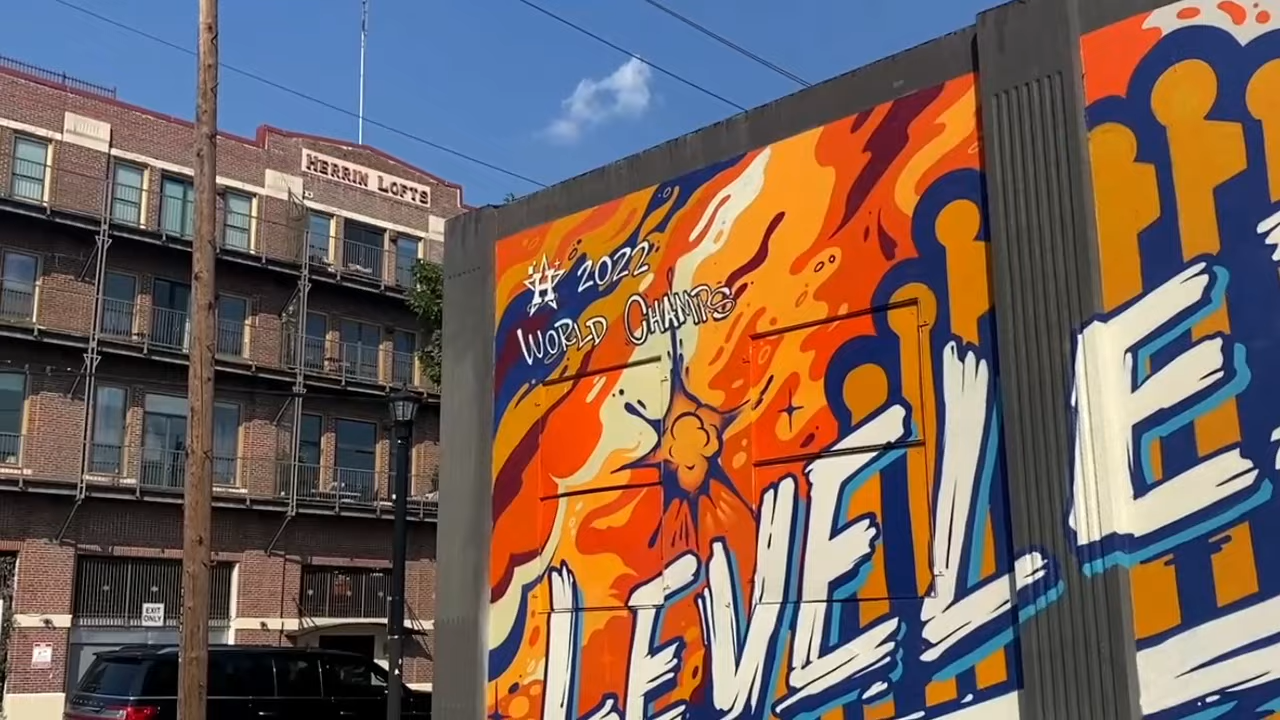 HERRIN LOFTS
H 2022
WORLD CHAMPS
LEVEL
E
EXIT
ONLY